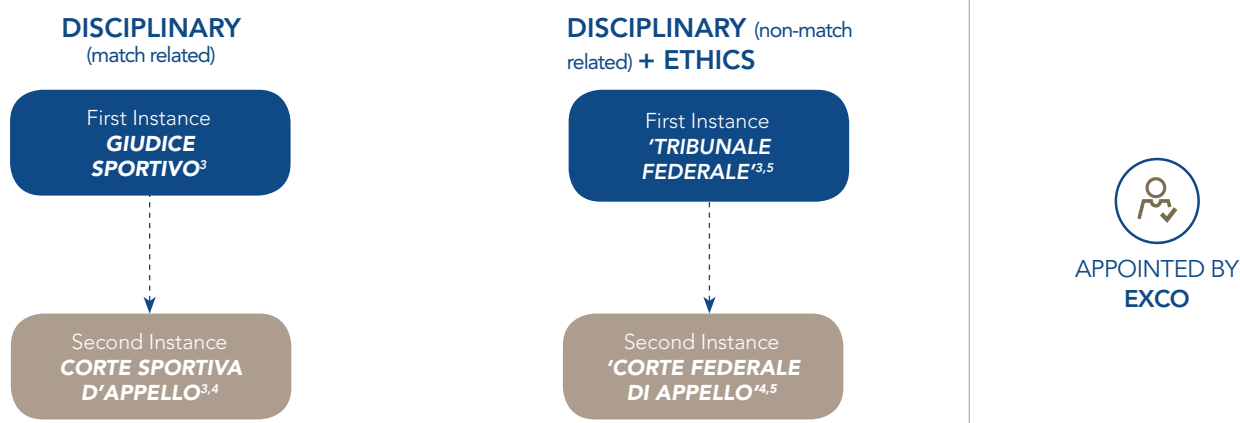 DISCIPLINARY
(match related)
First Instance
GIUDICE
SPORTIVO3
Second Instance
CORTE SPORTIVA
D’APPELLO3,4
DISCIPLINARY (non-match
related) + ETHICS
First Instance
‘TRIBUNALE
FEDERALE’3,5
Second Instance
‘CORTE FEDERALE
DI APPELLO’4,5
APPOINTED BY
EXCO